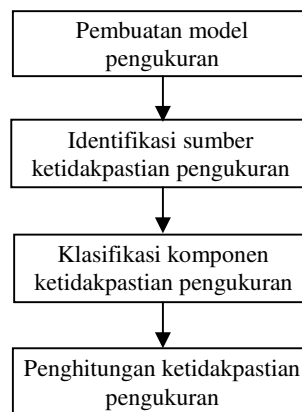 Pembuatan model
pengukuran
Identifikasi sumber
ketidakpastian pengukuran
Klasifikasi komponen
ketidakpastian pengukuran
Penghitungan ketidakpastian
pengukuran